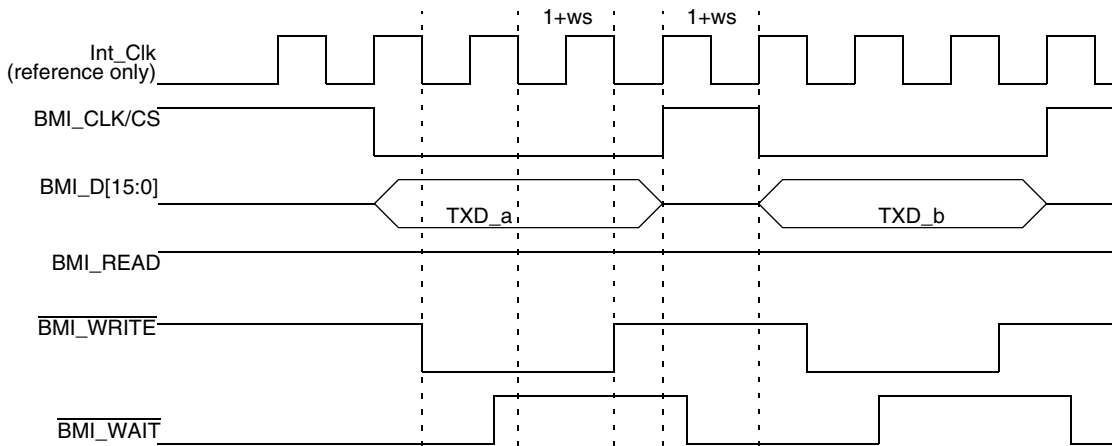 1+ws 1+ws
Int_Clk
(reference only)
BMI_CLK/CS
BMI_D[15:0]
TXD_a TXD_b
BMI_READ
BMI_WRITE
BMI_WAIT